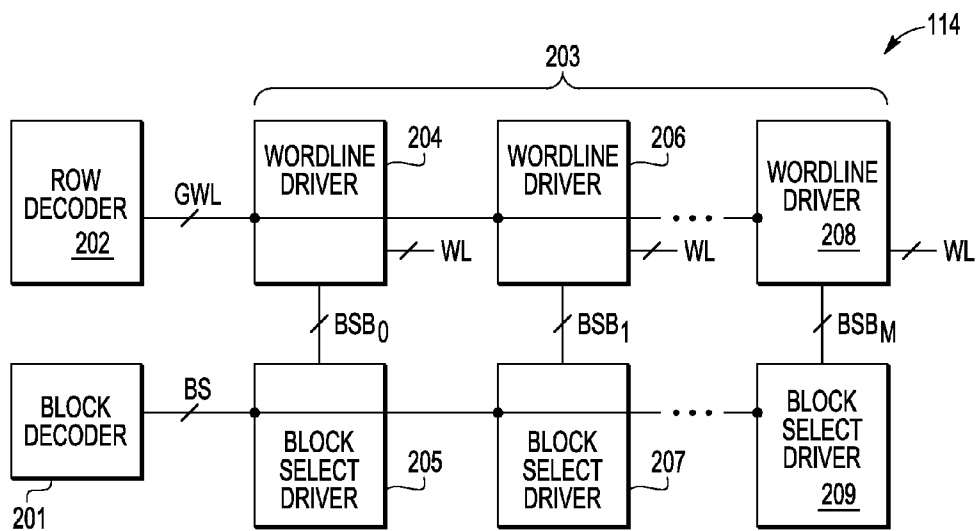 114
203
204
206
ROW
DECODER
202
GWL
WORDLINE
DRIVER
WORDLINE
DRIVER
WORDLINE
DRIVER
208
WL
WL
WL
BSB0
BSB1
BSBM
BLOCK
DECODER
201
BS
BLOCK
SELECT
DRIVER
205
BLOCK
SELECT
DRIVER
207
BLOCK
SELECT
DRIVER
209